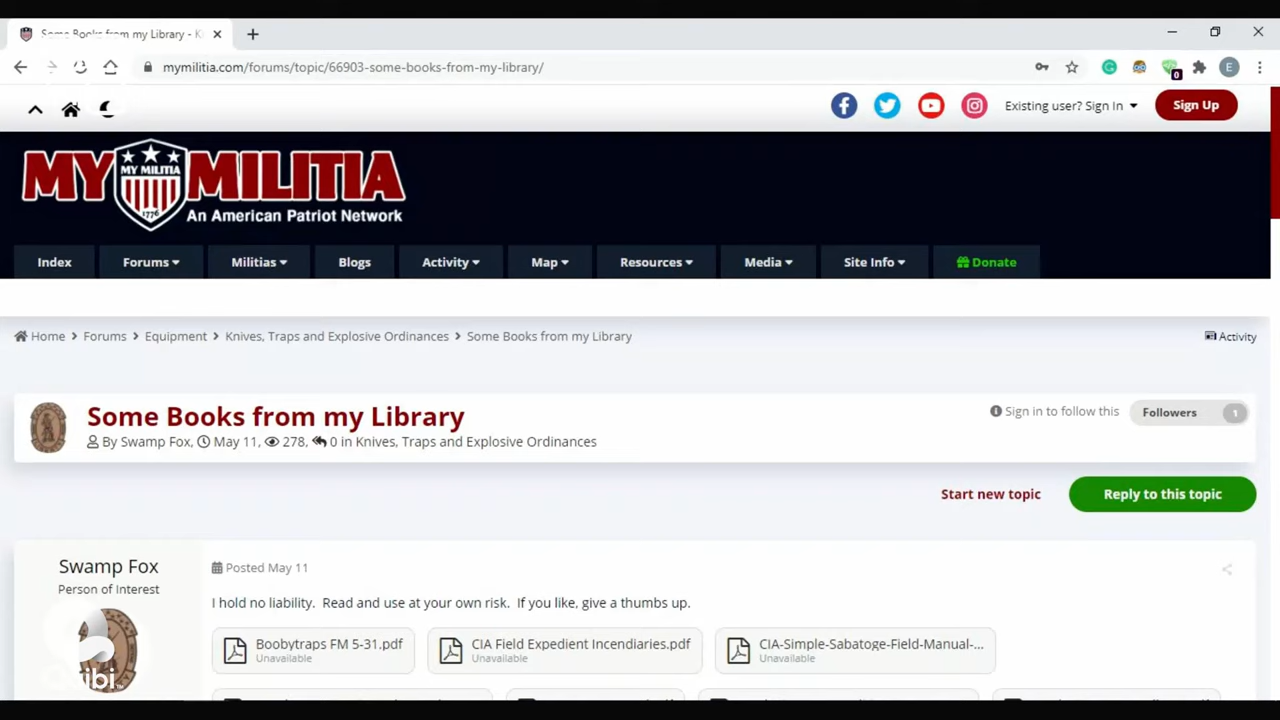 Some Books from my Library - K
mymilitia.com/forums/topic/66903-some-books-from-my-library/
0
E
Existing user? Sign In
Sign Up
MY MILITIA
MY MILITIA
1776
An American Patriot Network
Index
Forums
Militias
Blogs
Activity
Map
Resources
Media
Site Info
Donate
Home > Forums > Equipment > Knives, Traps and Explosive Ordinances > Some Books from my Library
Activity
Some Books from my Library
By Swamp Fox, May 11, 278, 0 in Knives, Traps and Explosive Ordinances
Sign in to follow this
Followers 1
Start new topic
Reply to this topic
Swamp Fox
Person of Interest
Posted May 11
I hold no liability. Read and use at your own risk. If you like, give a thumbs up.
Boobytraps FM 5-31.pdf
Unavailable
CIA Field Expedient Incendiaries.pdf
Unavailable
CIA-Simple-Sabatoge-Field-Manual-...
Unavailable
Quibi